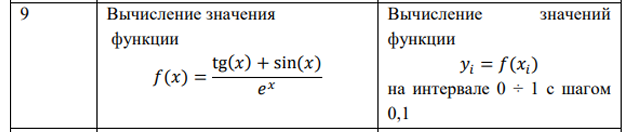 9
Вычисление значения
функции
f(x) = (tg(x) + sin(x)) / e^x
Вычисление значений
функции
y_i = f(x_i)
на интервале 0 ÷ 1 с шагом
0,1